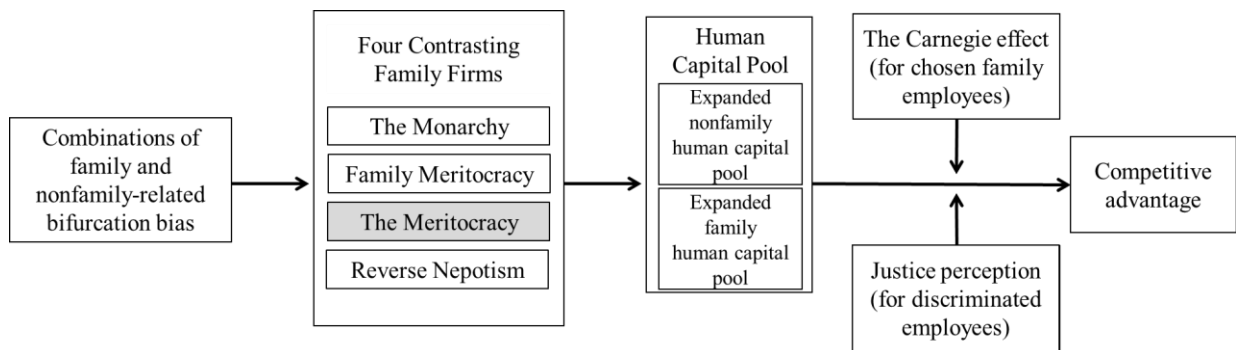 Combinations of
family and
nonfamily-related
bifurcation bias
Four Contrasting
Family Firms
The Monarchy
Family Meritocracy
The Meritocracy
Reverse Nepotism
Human
Capital Pool
Expanded
nonfamily
human capital
pool
Expanded
family
human capital
pool
The Carnegie effect
(for chosen family
employees)
Justice perception
(for discriminated
employees)
Competitive
advantage